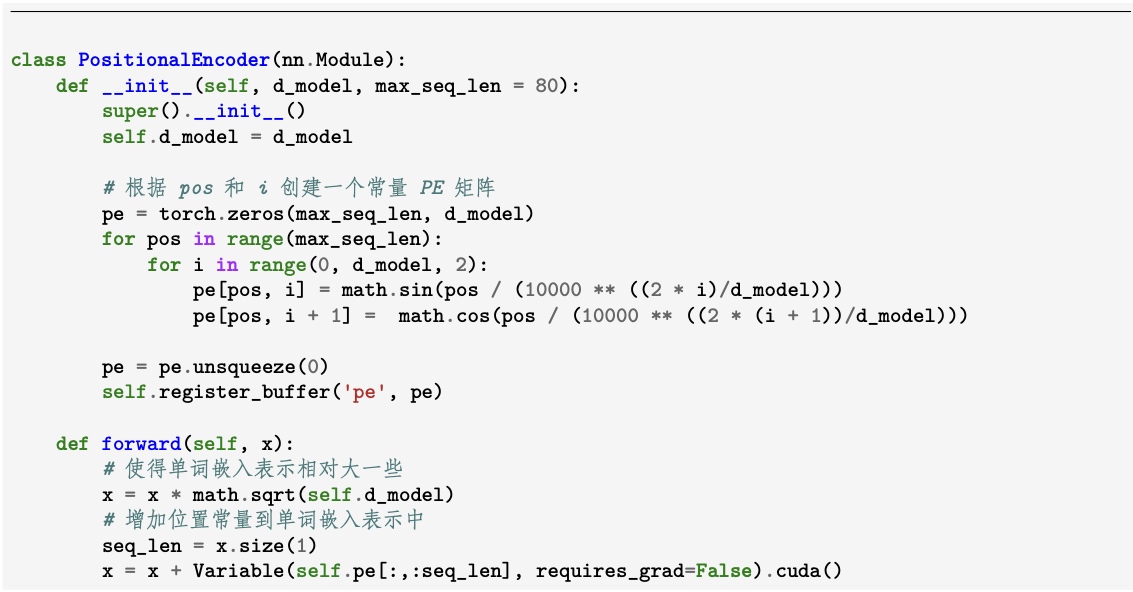 class PositionalEncoder(nn.Module):
    def __init__(self, d_model, max_seq_len = 80):
        super().__init__()
        self.d_model = d_model

        # 根据 pos 和 i 创建一个常量 PE 矩阵
        pe = torch.zeros(max_seq_len, d_model)
        for pos in range(max_seq_len):
            for i in range(0, d_model, 2):
                pe[pos, i] = math.sin(pos / (10000 ** ((2 * i)/d_model)))
                pe[pos, i + 1] =  math.cos(pos / (10000 ** ((2 * (i + 1))/d_model)))

        pe = pe.unsqueeze(0)
        self.register_buffer('pe', pe)

    def forward(self, x):
        # 使得单词嵌入表示相对大一些
        x = x * math.sqrt(self.d_model)
        # 增加位置常量到单词嵌入表示中
        seq_len = x.size(1)
        x = x + Variable(self.pe[:,:seq_len], requires_grad=False).cuda()